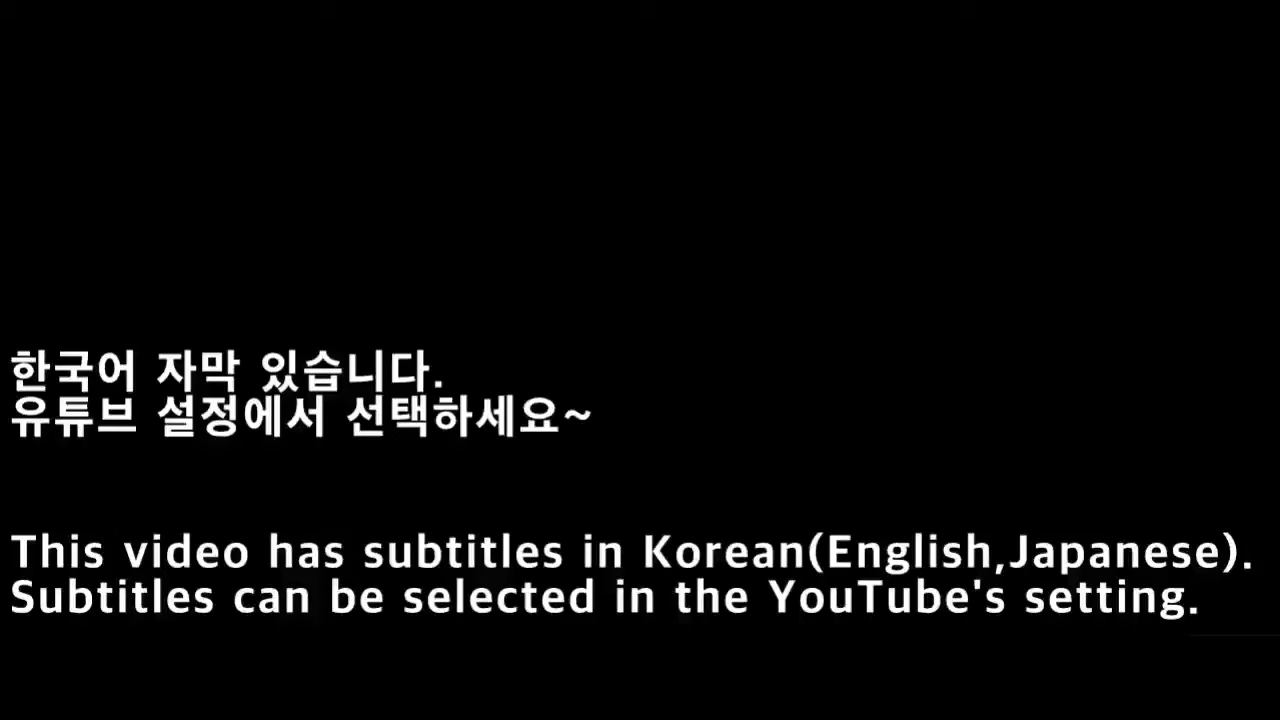 한국어 자막 있습니다.
유튜브 설정에서 선택하세요~
This video has subtitles in Korean(English,Japanese).
Subtitles can be selected in the YouTube's setting.